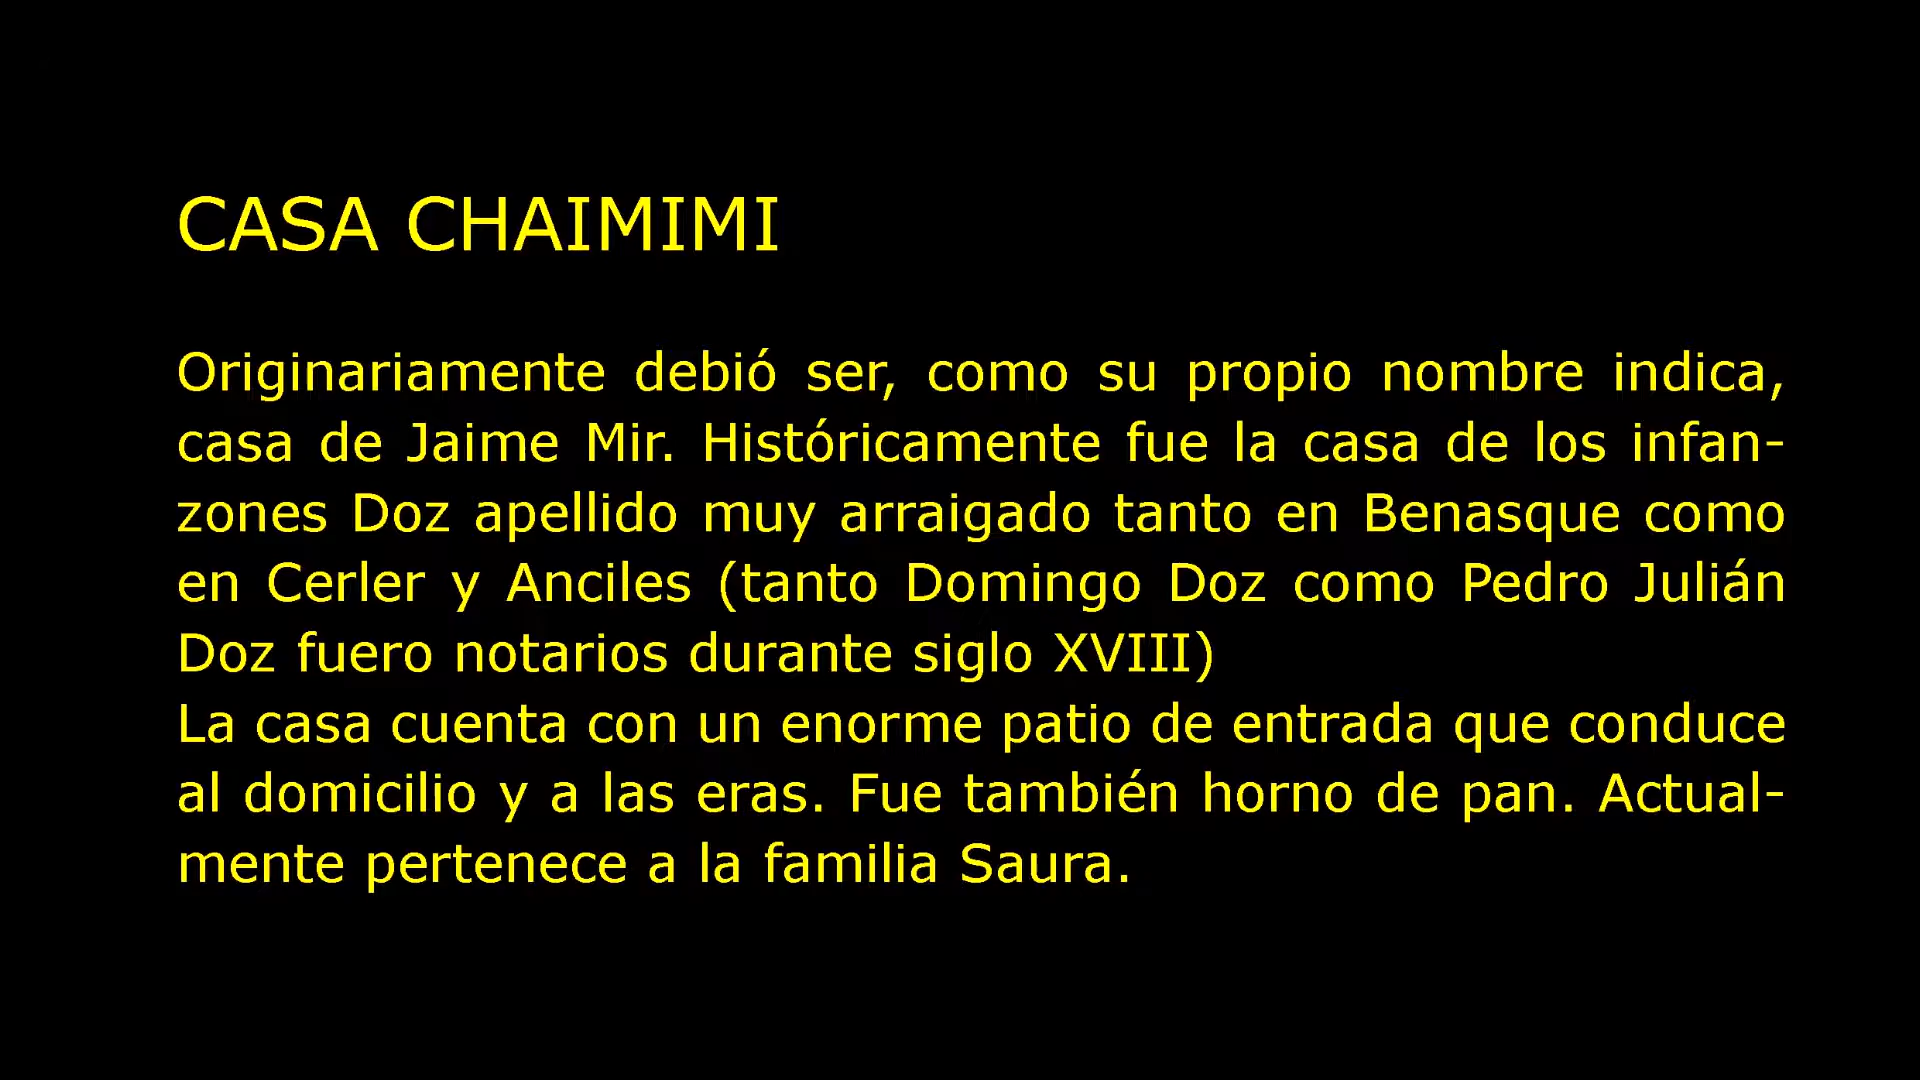 CASA CHAIMIMI
Originariamente debió ser, como su propio nombre indica,
casa de Jaime Mir. Históricamente fue la casa de los infan-
zones Doz apellido muy arraigado tanto en Benasque como
en Cerler y Anciles (tanto Domingo Doz como Pedro Julián
Doz fuero notarios durante siglo XVIII)
La casa cuenta con un enorme patio de entrada que conduce
al domicilio y a las eras. Fue también horno de pan. Actual-
mente pertenece a la familia Saura.